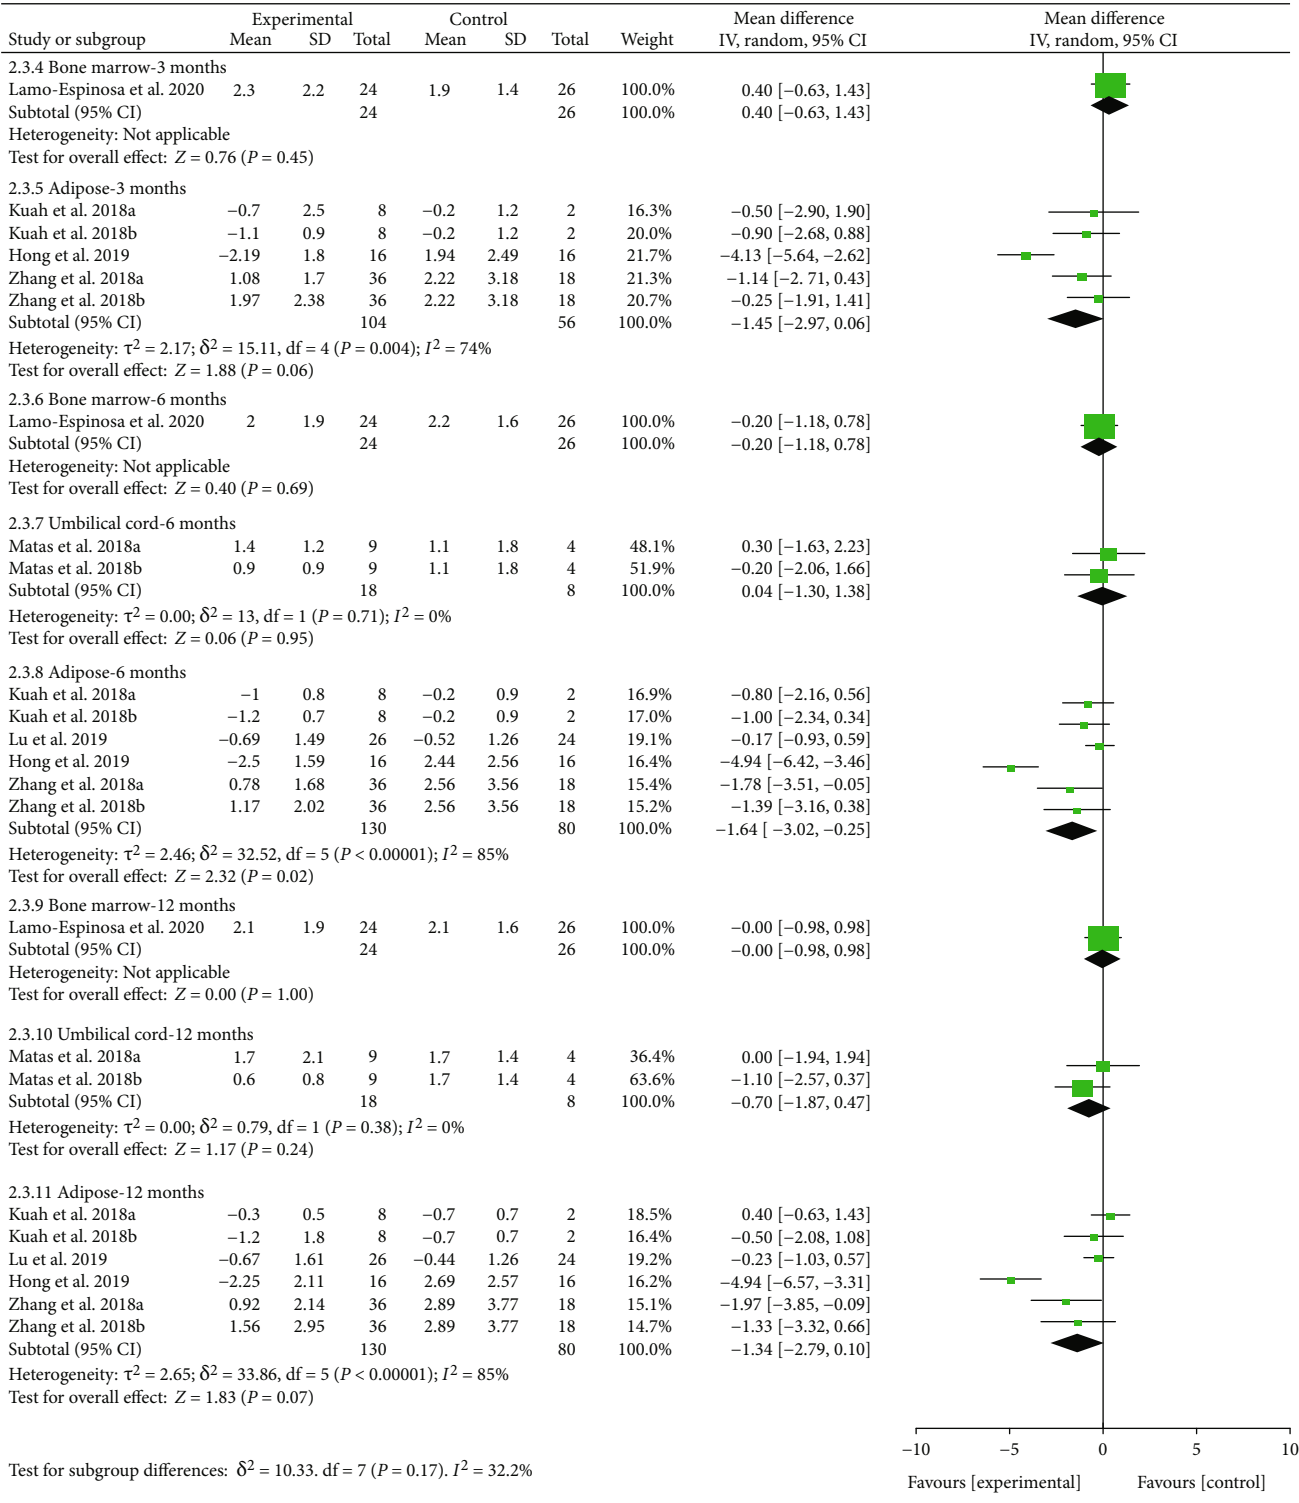 Experimental Control Mean difference Mean difference
Study or subgroup Mean SD Total Mean SD Total Weight IV, random, 95% CI IV, random, 95% CI
2.3.4 Bone marrow-3 months
Lamo-Espinosa et al. 2020 2.3 2.2 24 1.9 1.4 26 100.0% 0.40 [−0.63, 1.43]
Subtotal (95% CI) 24 26 100.0% 0.40 [−0.63, 1.43]
Heterogeneity: Not applicable
Test for overall effect: Z = 0.76 (P = 0.45)
2.3.5 Adipose-3 months
Kuah et al. 2018a −0.7 2.5 8 −0.2 1.2 2 16.3% −0.50 [−2.90, 1.90]
Kuah et al. 2018b −1.1 0.9 8 −0.2 1.2 2 20.0% −0.90 [−2.68, 0.88]
Hong et al. 2019 −2.19 1.8 16 1.94 2.49 16 21.7% −4.13 [−5.64, −2.62]
Zhang et al. 2018a 1.08 1.7 36 2.22 3.18 18 21.3% −1.14 [−2. 71, 0.43]
Zhang et al. 2018b 1.97 2.38 36 2.22 3.18 18 20.7% −0.25 [−1.91, 1.41]
Subtotal (95% CI) 104 56 100.0% −1.45 [−2.97, 0.06]
Heterogeneity: τ² = 2.17; δ² = 15.11, df = 4 (P = 0.004); I² = 74%
Test for overall effect: Z = 1.88 (P = 0.06)
2.3.6 Bone marrow-6 months
Lamo-Espinosa et al. 2020 2 1.9 24 2.2 1.6 26 100.0% −0.20 [−1.18, 0.78]
Subtotal (95% CI) 24 26 100.0% −0.20 [−1.18, 0.78]
Heterogeneity: Not applicable
Test for overall effect: Z = 0.40 (P = 0.69)
2.3.7 Umbilical cord-6 months
Matas et al. 2018a 1.4 1.2 9 1.1 1.8 4 48.1% 0.30 [−1.63, 2.23]
Matas et al. 2018b 0.9 0.9 9 1.1 1.8 4 51.9% −0.20 [−2.06, 1.66]
Subtotal (95% CI) 18 8 100.0% 0.04 [−1.30, 1.38]
Heterogeneity: τ² = 0.00; δ² = 13, df = 1 (P = 0.71); I² = 0%
Test for overall effect: Z = 0.06 (P = 0.95)
2.3.8 Adipose-6 months
Kuah et al. 2018a −1 0.8 8 −0.2 0.9 2 16.9% −0.80 [−2.16, 0.56]
Kuah et al. 2018b −1.2 0.7 8 −0.2 0.9 2 17.0% −1.00 [−2.34, 0.34]
Lu et al. 2019 −0.69 1.49 26 −0.52 1.26 24 19.1% −0.17 [−0.93, 0.59]
Hong et al. 2019 −2.5 1.59 16 2.44 2.56 16 16.4% −4.94 [−6.42, −3.46]
Zhang et al. 2018a 0.78 1.68 36 2.56 3.56 18 15.4% −1.78 [−3.51, −0.05]
Zhang et al. 2018b 1.17 2.02 36 2.56 3.56 18 15.2% −1.39 [−3.16, 0.38]
Subtotal (95% CI) 130 80 100.0% −1.64 [ −3.02, −0.25]
Heterogeneity: τ² = 2.46; δ² = 32.52, df = 5 (P < 0.00001); I² = 85%
Test for overall effect: Z = 2.32 (P = 0.02)
2.3.9 Bone marrow-12 months
Lamo-Espinosa et al. 2020 2.1 1.9 24 2.1 1.6 26 100.0% −0.00 [−0.98, 0.98]
Subtotal (95% CI) 24 26 100.0% −0.00 [−0.98, 0.98]
Heterogeneity: Not applicable
Test for overall effect: Z = 0.00 (P = 1.00)
2.3.10 Umbilical cord-12 months
Matas et al. 2018a 1.7 2.1 9 1.7 1.4 4 36.4% 0.00 [−1.94, 1.94]
Matas et al. 2018b 0.6 0.8 9 1.7 1.4 4 63.6% −1.10 [−2.57, 0.37]
Subtotal (95% CI) 18 8 100.0% −0.70 [−1.87, 0.47]
Heterogeneity: τ² = 0.00; δ² = 0.79, df = 1 (P = 0.38); I² = 0%
Test for overall effect: Z = 1.17 (P = 0.24)
2.3.11 Adipose-12 months
Kuah et al. 2018a −0.3 0.5 8 −0.7 0.7 2 18.5% 0.40 [−0.63, 1.43]
Kuah et al. 2018b −1.2 1.8 8 −0.7 0.7 2 16.4% −0.50 [−2.08, 1.08]
Lu et al. 2019 −0.67 1.61 26 −0.44 1.26 24 19.2% −0.23 [−1.03, 0.57]
Hong et al. 2019 −2.25 2.11 16 2.69 2.57 16 16.2% −4.94 [−6.57, −3.31]
Zhang et al. 2018a 0.92 2.14 36 2.89 3.77 18 15.1% −1.97 [−3.85, −0.09]
Zhang et al. 2018b 1.56 2.95 36 2.89 3.77 18 14.7% −1.33 [−3.32, 0.66]
Subtotal (95% CI) 130 80 100.0% −1.34 [−2.79, 0.10]
Heterogeneity: τ² = 2.65; δ² = 33.86, df = 5 (P < 0.00001); I² = 85%
Test for overall effect: Z = 1.83 (P = 0.07)
−10 −5 0 5 10
Test for subgroup differences: δ² = 10.33. df = 7 (P = 0.17). I² = 32.2%
Favours [experimental] Favours [control]